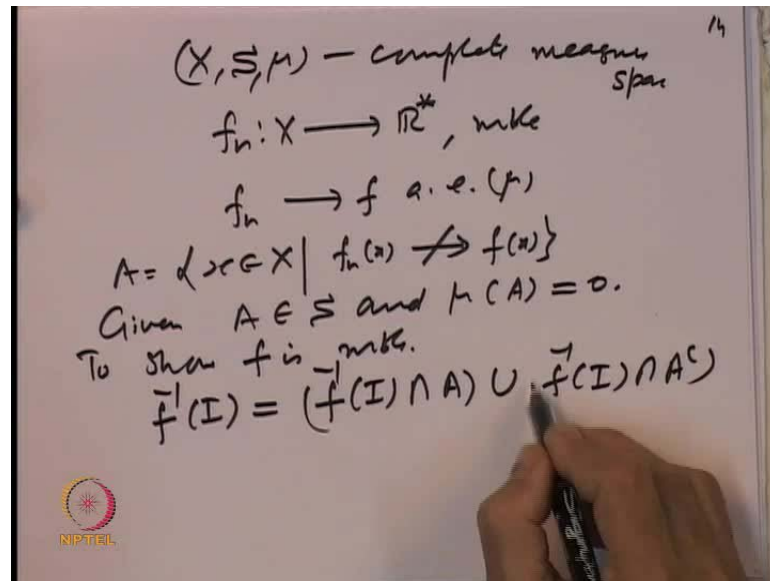 14
(X, S, μ) – complete measure space
fₙ : X ⟶ ℝ*, mble
fₙ ⟶ f a.e.(μ)
A = {x ∈ X | fₙ(x) ↛ f(x)}
Given A ∈ S and μ(A) = 0.
To show f is mble.
f⁻¹(I) = (f⁻¹(I) ∩ A) ∪ f⁻¹(I) ∩ Aᶜ)
NPTEL